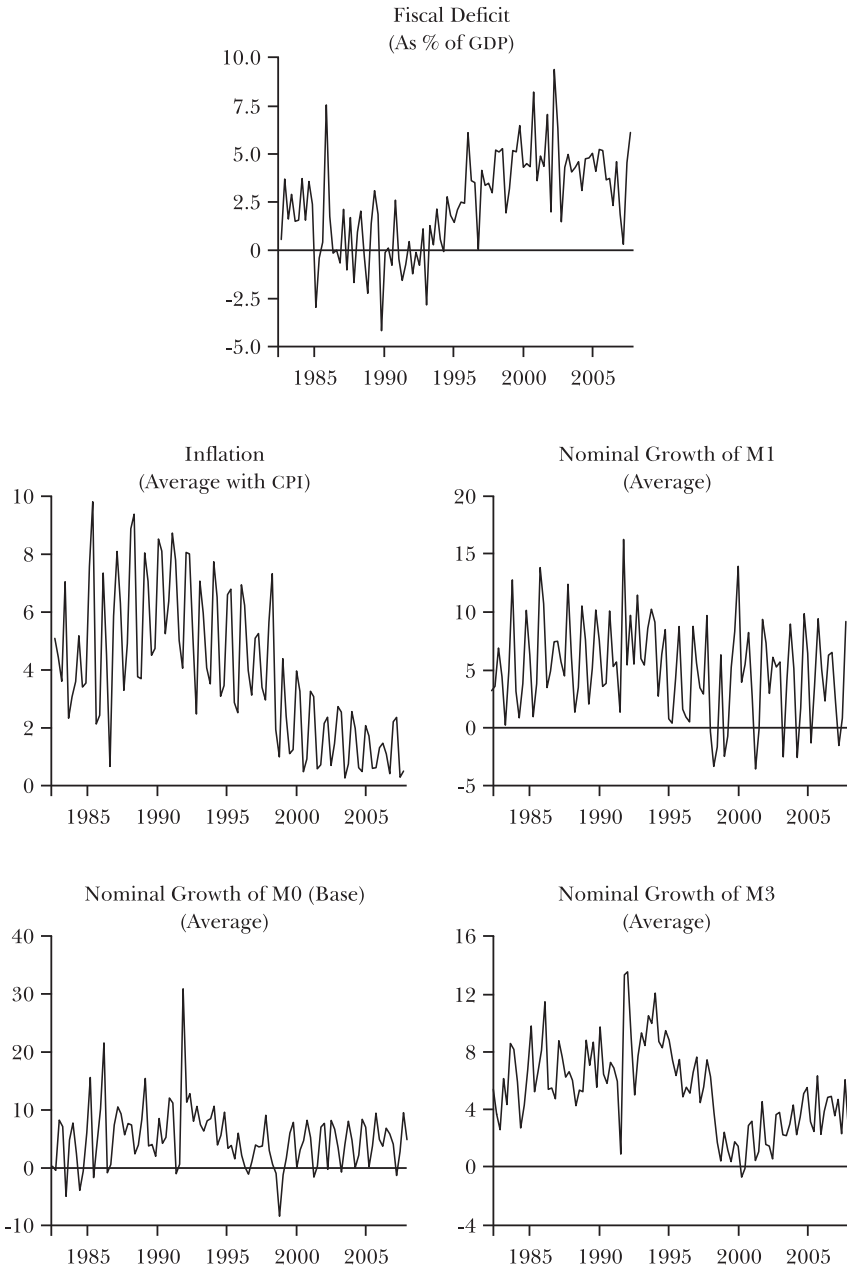 Fiscal Deficit
(As % of GDP)
10.0
7.5
5.0
2.5
0
-2.5
-5.0
1985 1990 1995 2000 2005
Inflation
(Average with CPI)
10
8
6
4
2
0
1985 1990 1995 2000 2005
Nominal Growth of M1
(Average)
20
15
10
5
0
-5
1985 1990 1995 2000 2005
Nominal Growth of M0 (Base)
(Average)
40
30
20
10
0
-10
1985 1990 1995 2000 2005
Nominal Growth of M3
(Average)
16
12
8
4
0
-4
1985 1990 1995 2000 2005